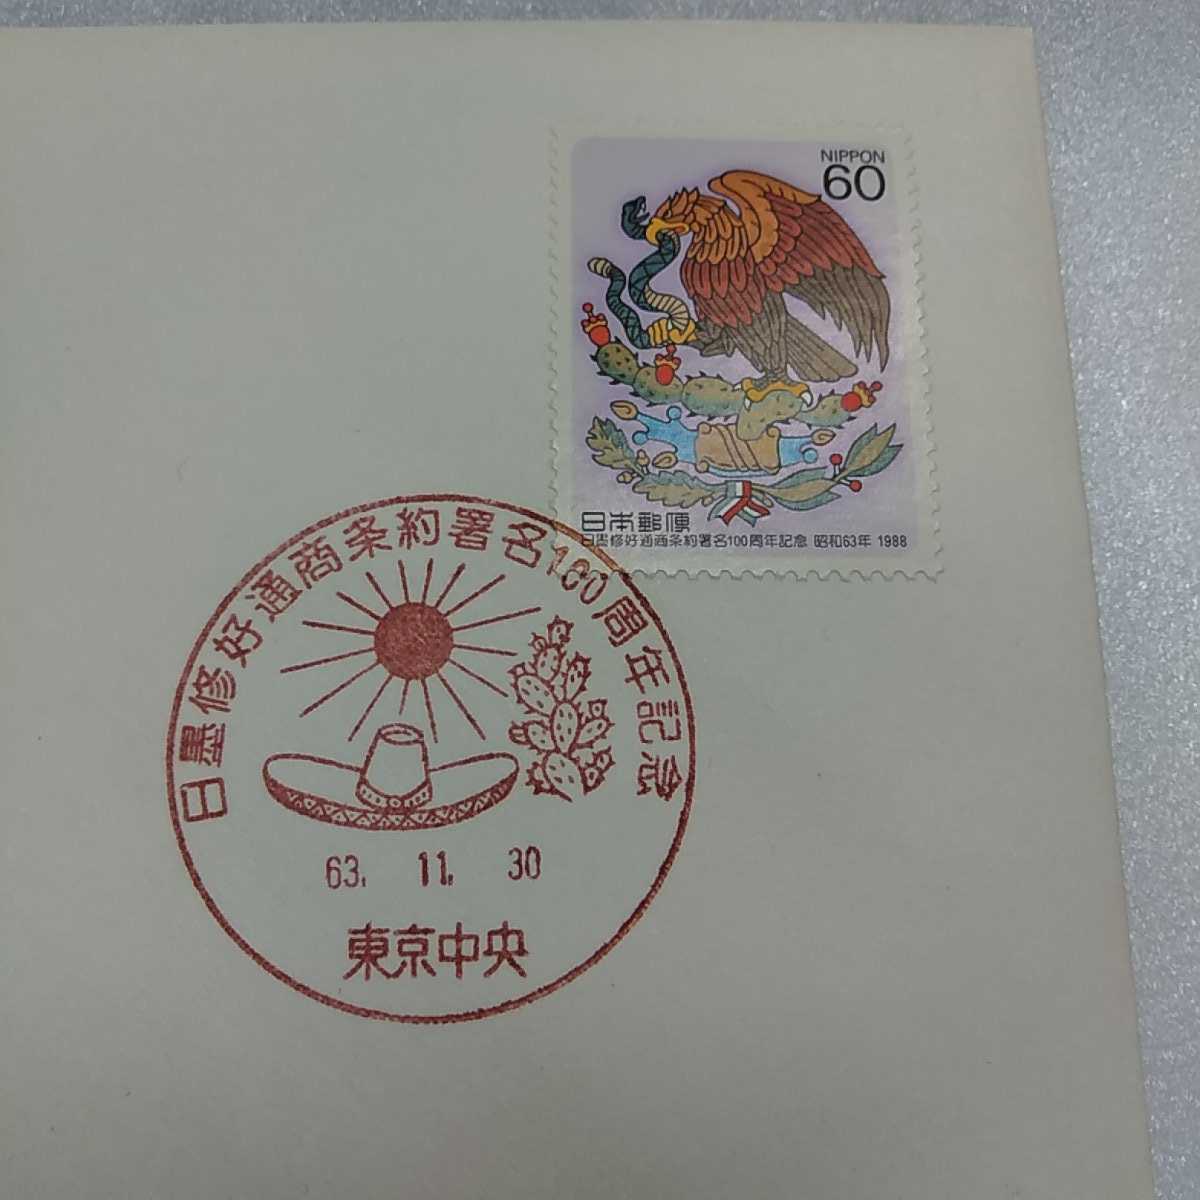 NIPPON
60
日本郵便
日墨修好通商条約署名100周年記念 昭和63年 1988
日墨修好通商条約署名100周年記念
63. 11. 30
東京中央